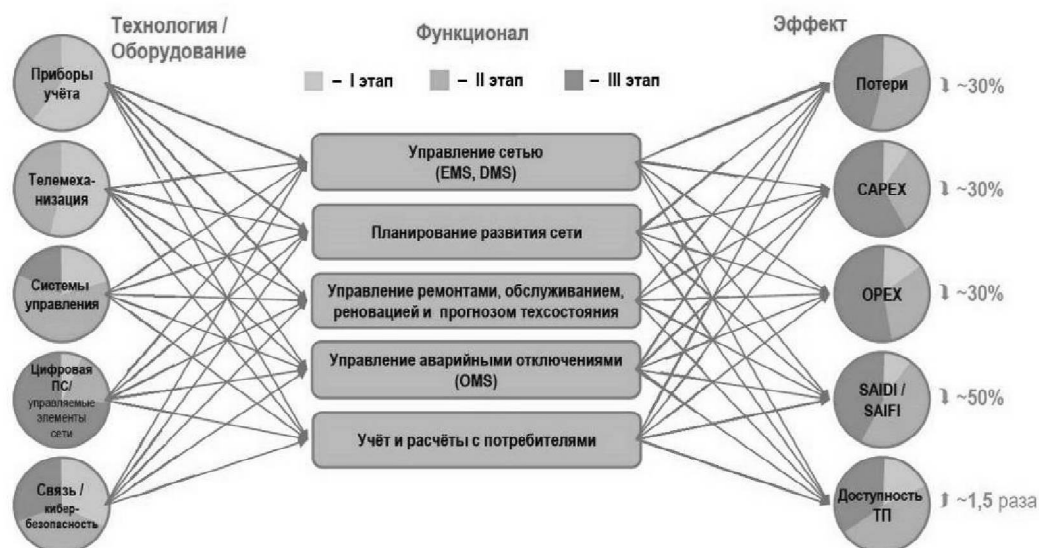 Технология /
Оборудование
Функционал
Эффект
– I этап
– II этап
– III этап
Приборы
учёта
Телемеха-
низация
Системы
управления
Цифровая
ПС/
управляемые
элементы
сети
Связь /
кибер-
безопасность
Управление сетью
(EMS, DMS)
Планирование развития сети
Управление ремонтами, обслуживанием,
реновацией и прогнозом техсостояния
Управление аварийными отключениями
(OMS)
Учёт и расчёты с потребителями
Потери
~30%
CAPEX
~30%
OPEX
~30%
SAIDI /
SAIFI
~50%
Доступность
ТП
~1,5 раза